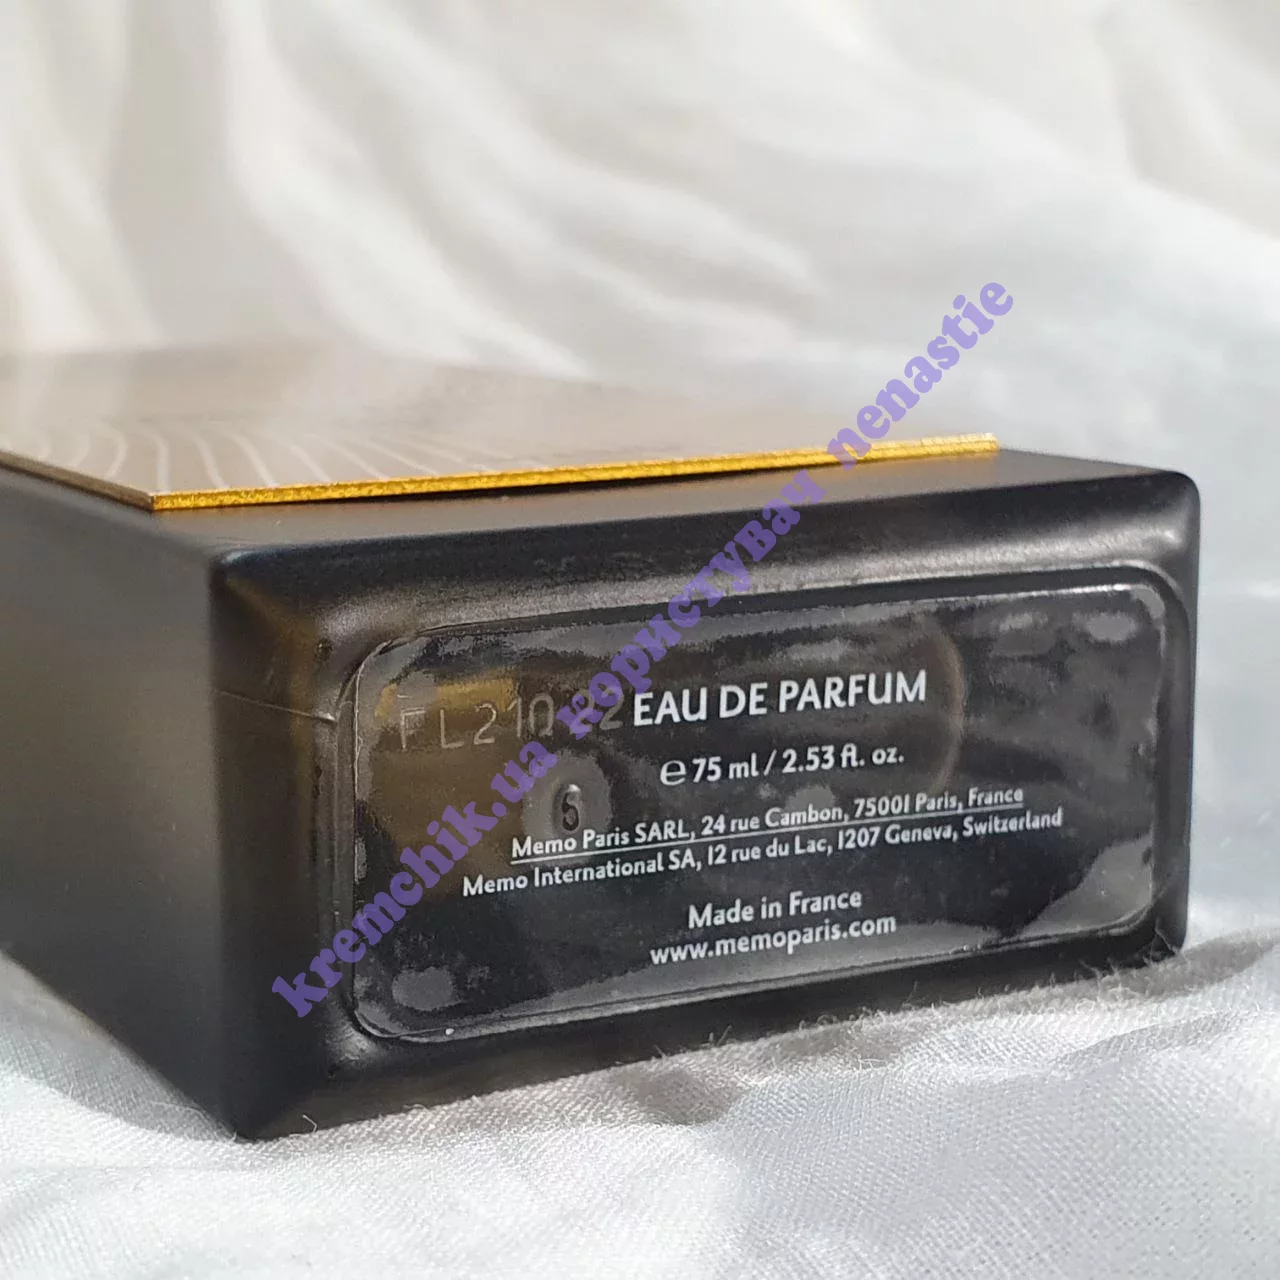 EAU DE PARFUM
℮ 75 ml / 2.53 fl. oz.
6
Memo Paris SARL, 24 rue Cambon, 75001 Paris, France
Memo International SA, 12 rue du Lac, 1207 Geneva, Switzerland
Made in France
www.memoparis.com
kremchik.ua користувач nenastie